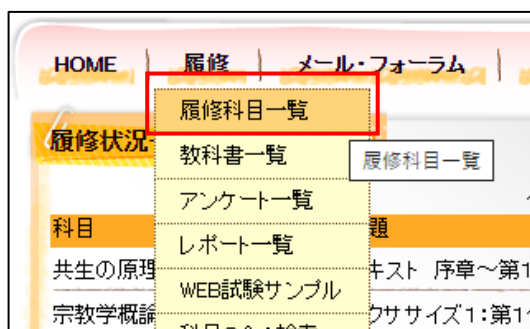 HOME 履修 メール・フォーラム
履修科目一覧
履修状況
教科書一覧
履修科目一覧
アンケート一覧
科目 題
レポート一覧
共生の原理 キスト 序章～第1
WEB試験サンプル
宗教学概論 クササイズ1:第1